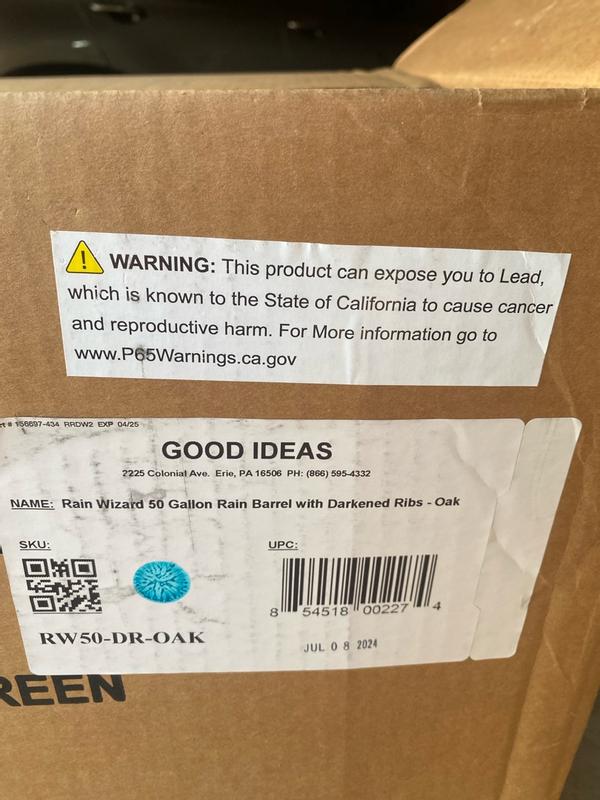 WARNING: This product can expose you to Lead,
which is known to the State of California to cause cancer
and reproductive harm. For More information go to
www.P65Warnings.ca.gov
# 156697-434 RRDW2 EXP 04/25
GOOD IDEAS
2225 Colonial Ave. Erie, PA 16506 PH: (866) 595-4332
NAME: Rain Wizard 50 Gallon Rain Barrel with Darkened Ribs - Oak
SKU: UPC:
8 54518 00227 4
RW50-DR-OAK
JUL 08 2024
REEN